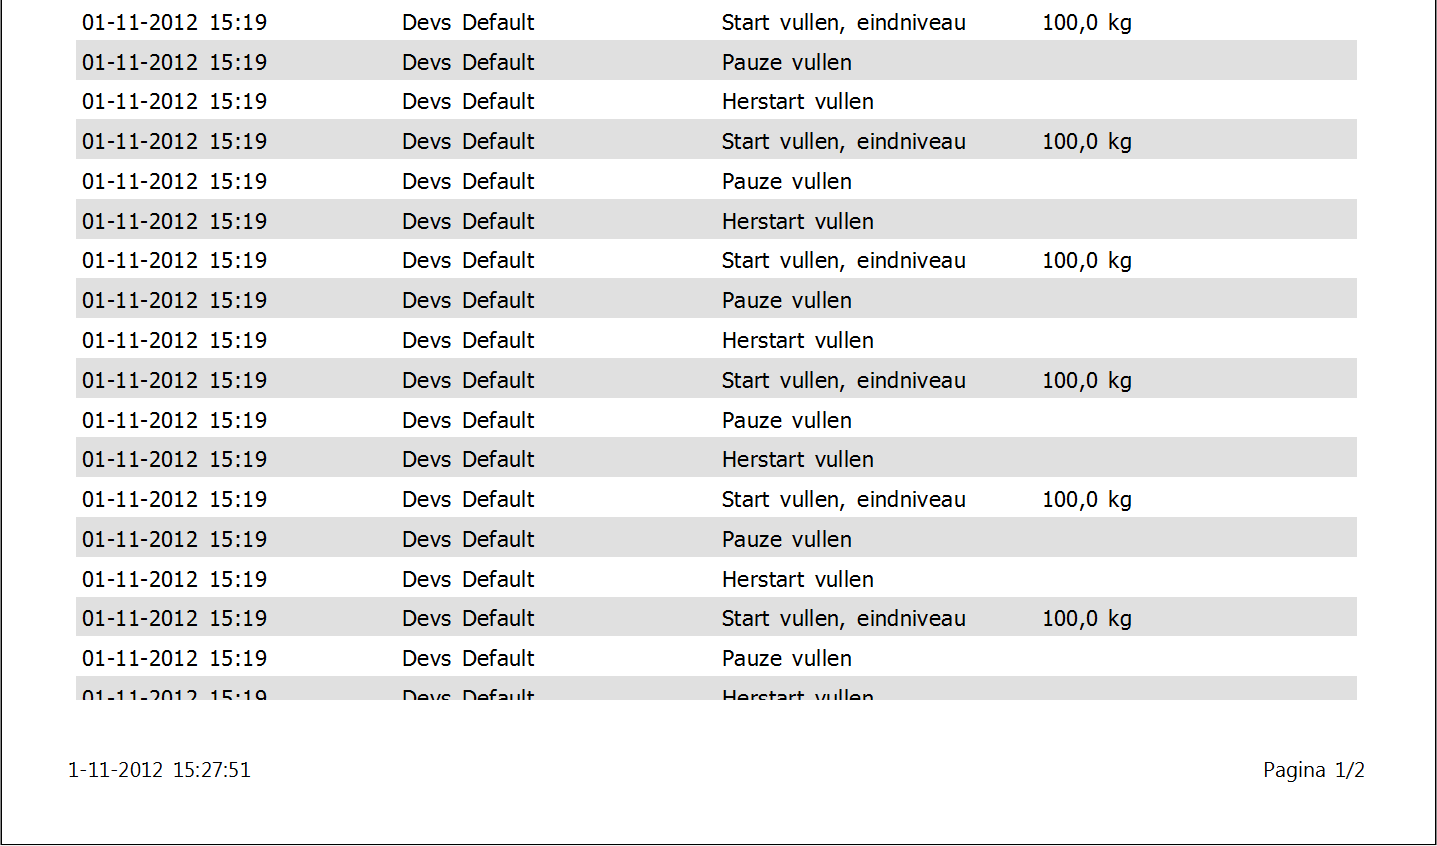 01-11-2012 15:19 Devs Default Start vullen, eindniveau 100,0 kg
01-11-2012 15:19 Devs Default Pauze vullen
01-11-2012 15:19 Devs Default Herstart vullen
01-11-2012 15:19 Devs Default Start vullen, eindniveau 100,0 kg
01-11-2012 15:19 Devs Default Pauze vullen
01-11-2012 15:19 Devs Default Herstart vullen
01-11-2012 15:19 Devs Default Start vullen, eindniveau 100,0 kg
01-11-2012 15:19 Devs Default Pauze vullen
01-11-2012 15:19 Devs Default Herstart vullen
01-11-2012 15:19 Devs Default Start vullen, eindniveau 100,0 kg
01-11-2012 15:19 Devs Default Pauze vullen
01-11-2012 15:19 Devs Default Herstart vullen
01-11-2012 15:19 Devs Default Start vullen, eindniveau 100,0 kg
01-11-2012 15:19 Devs Default Pauze vullen
01-11-2012 15:19 Devs Default Herstart vullen
01-11-2012 15:19 Devs Default Start vullen, eindniveau 100,0 kg
01-11-2012 15:19 Devs Default Pauze vullen
01-11-2012 15:19 Devs Default Herstart vullen
1-11-2012 15:27:51 Pagina 1/2